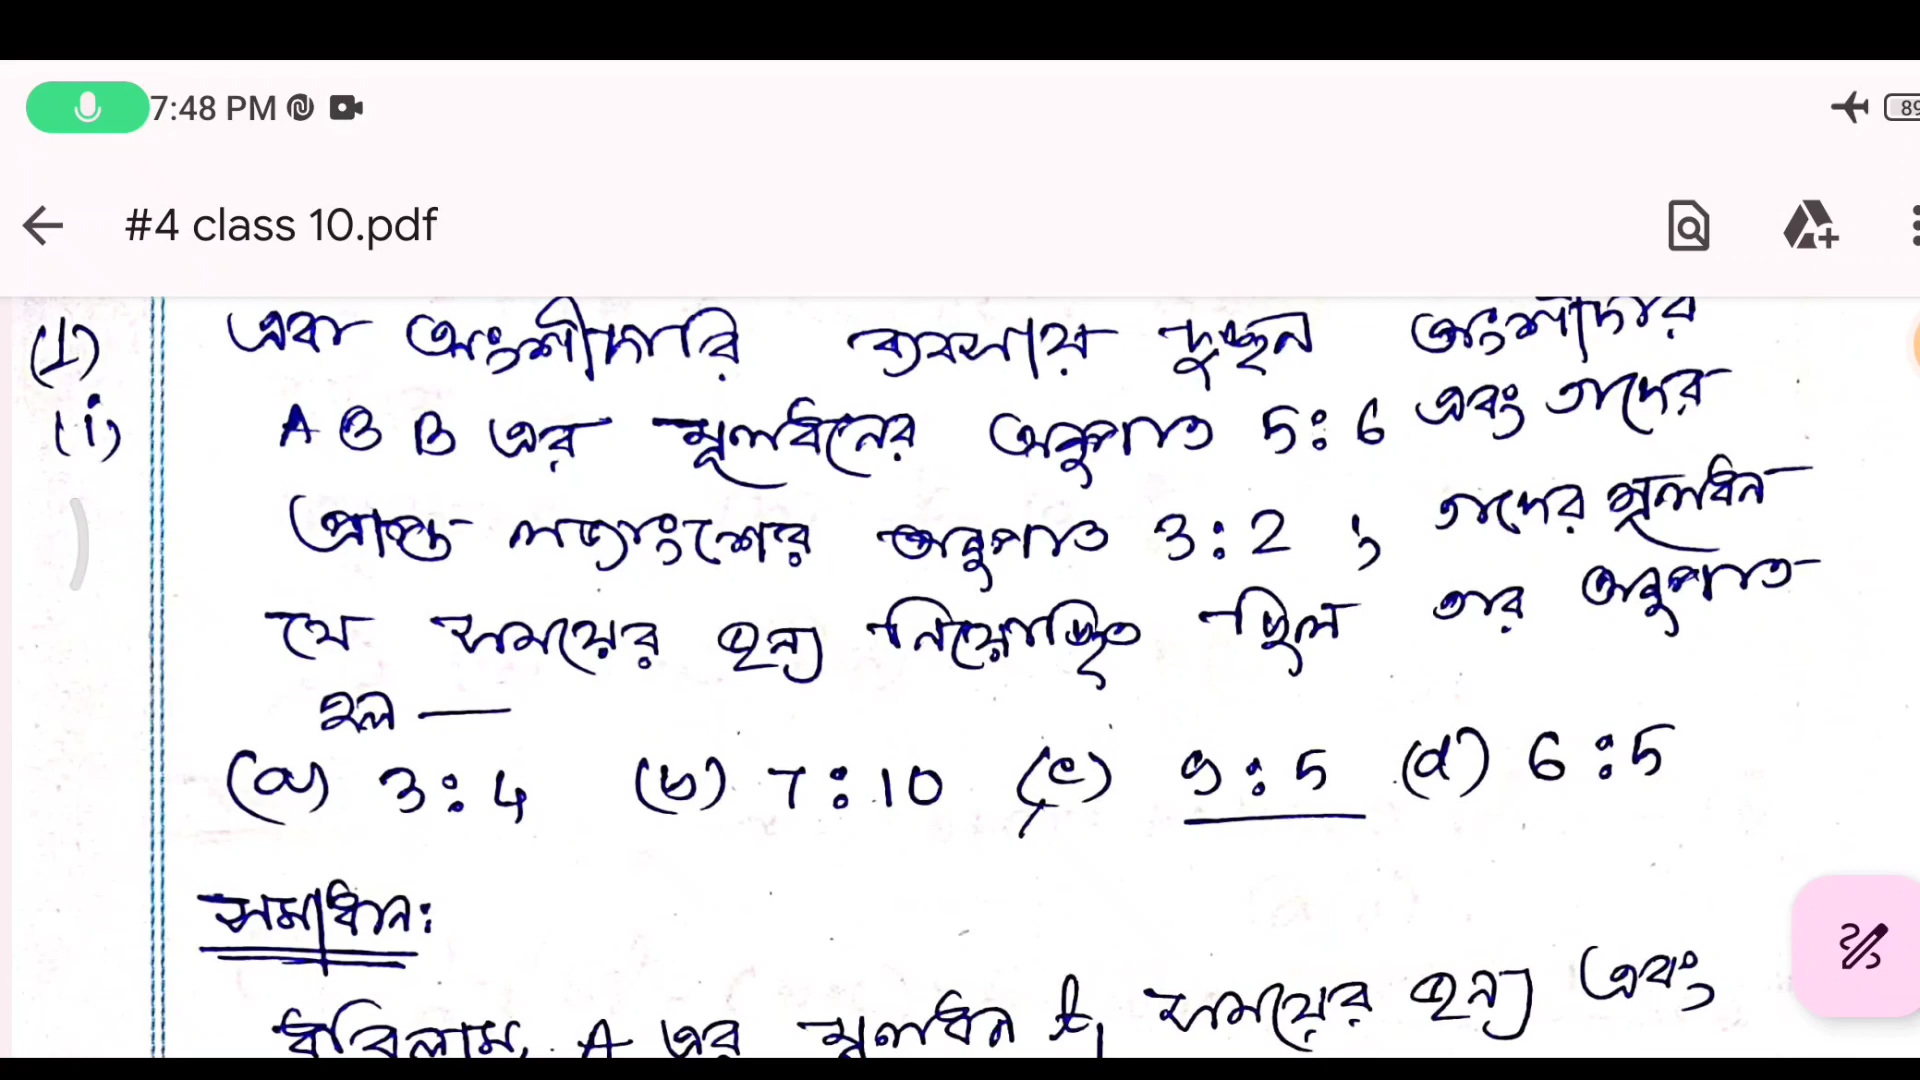 7:48 PM
89
#4 class 10.pdf
(1) এবা অংশীদারি ব্যবসায় দুজন অংশীদার
(i) A ও B এর মূলধনের অনুপাত 5:6 এবং তাদের
প্রাপ্ত লভ্যাংশের অনুপাত 3:2 ; তাদের মূলধন
যে সময়ের জন্য নিয়োজিত ছিল তার অনুপাত
হল —
(a) 3:4 (b) 7:10 (c) 9:5 (d) 6:5
সমাধান:
ধরিলাম, A এর মূলধন t₁ সময়ের জন্য এবং